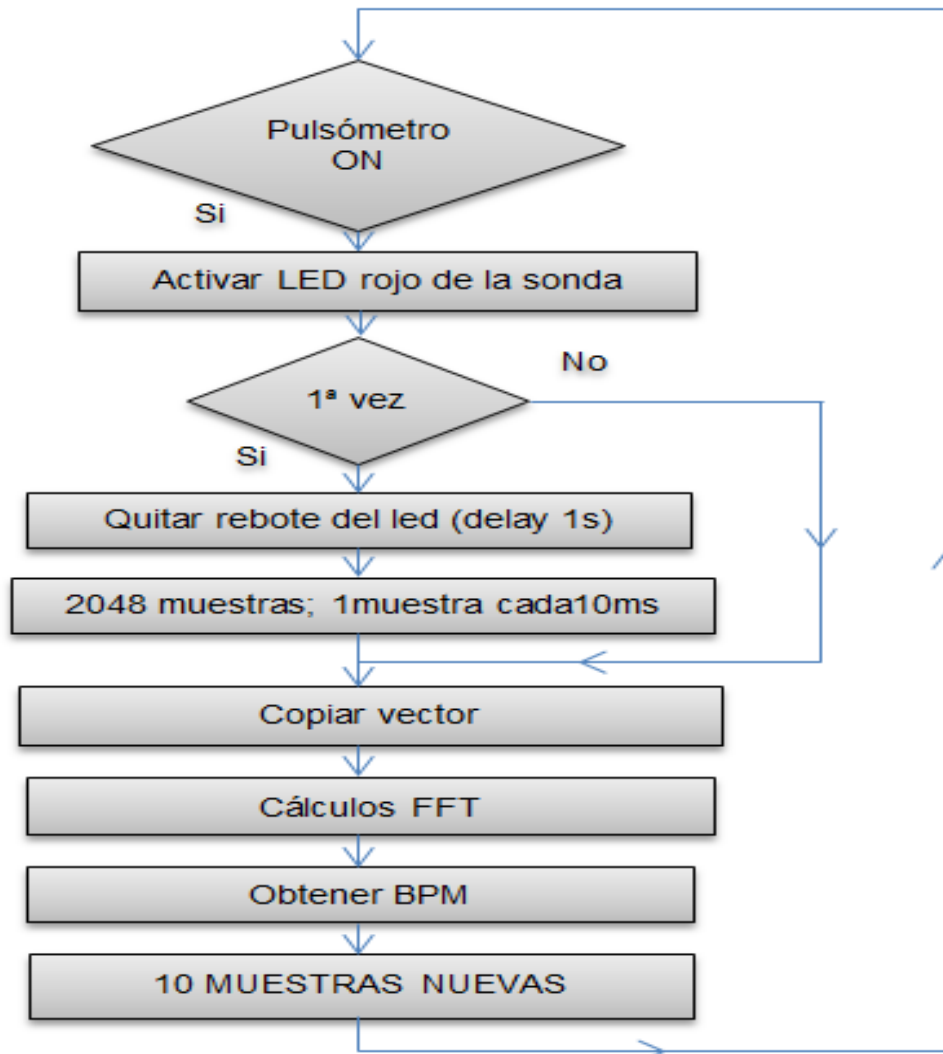 Pulsómetro
ON
Si
Activar LED rojo de la sonda
No
1ª vez
Si
Quitar rebote del led (delay 1s)
2048 muestras; 1muestra cada10ms
Copiar vector
Cálculos FFT
Obtener BPM
10 MUESTRAS NUEVAS